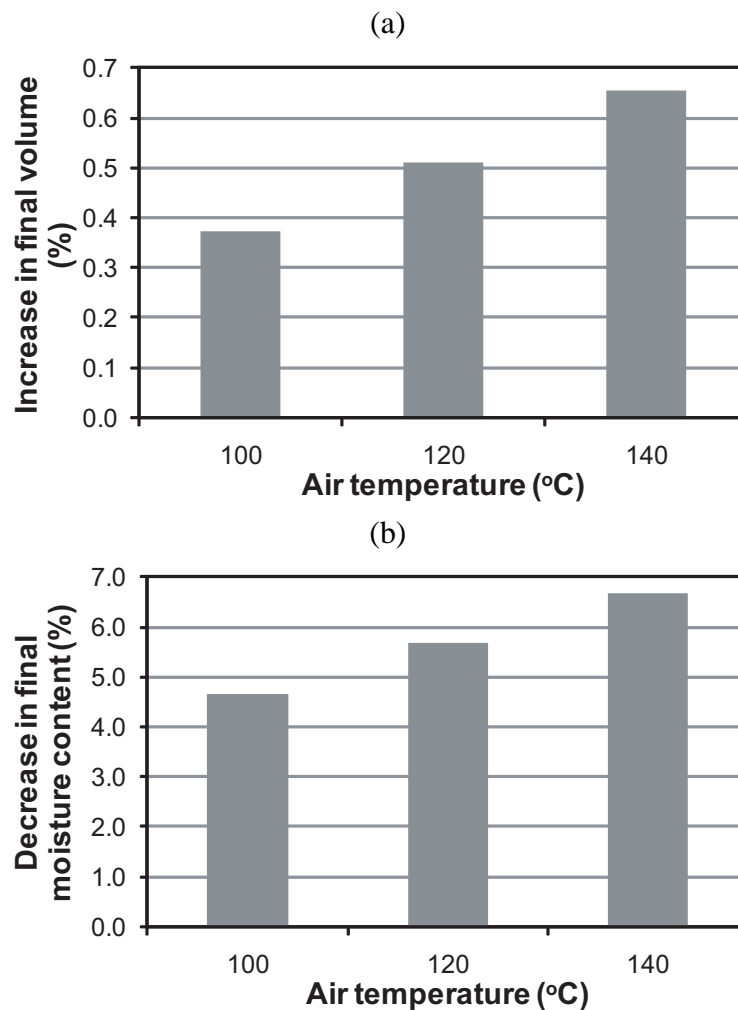 (a)
Increase in final volume
(%)
0.7
0.6
0.5
0.4
0.3
0.2
0.1
0.0
100 120 140
Air temperature (°C)
(b)
Decrease in final
moisture content (%)
7.0
6.0
5.0
4.0
3.0
2.0
1.0
0.0
100 120 140
Air temperature (°C)